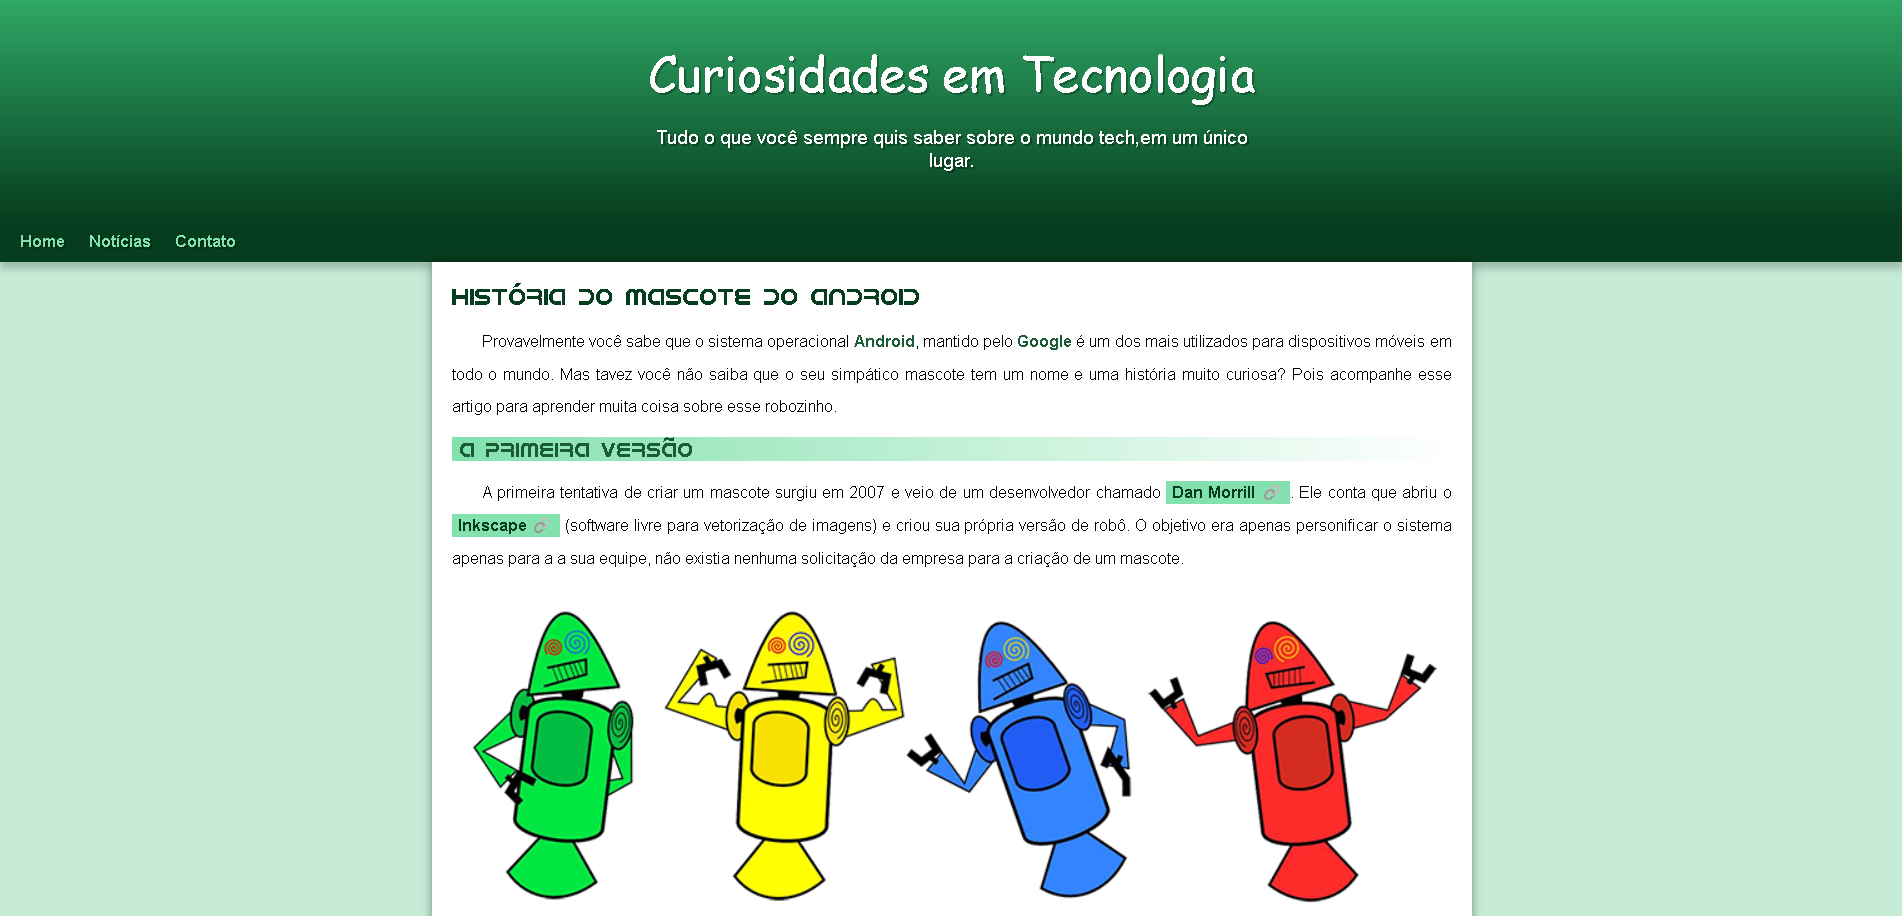 Curiosidades em Tecnologia
Tudo o que você sempre quis saber sobre o mundo tech,em um único
lugar.
Home Notícias Contato
HISTÓRIA DO MASCOTE DO ANDROID
Provavelmente você sabe que o sistema operacional Android, mantido pelo Google é um dos mais utilizados para dispositivos móveis em
todo o mundo. Mas tavez você não saiba que o seu simpático mascote tem um nome e uma história muito curiosa? Pois acompanhe esse
artigo para aprender muita coisa sobre esse robozinho.
A PRIMEIRA VERSÃO
A primeira tentativa de criar um mascote surgiu em 2007 e veio de um desenvolvedor chamado Dan Morrill. Ele conta que abriu o
Inkscape (software livre para vetorização de imagens) e criou sua própria versão de robô. O objetivo era apenas personificar o sistema
apenas para a a sua equipe, não existia nenhuma solicitação da empresa para a criação de um mascote.